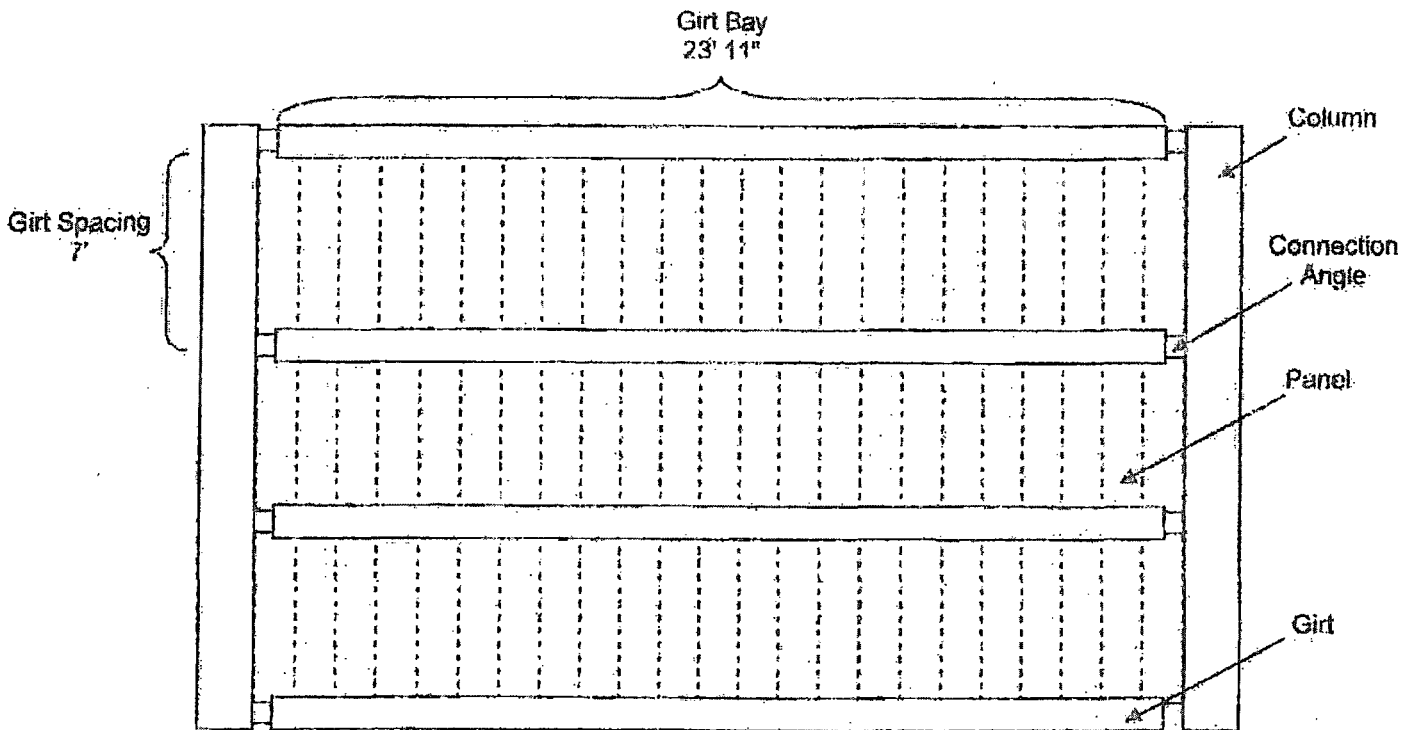 Girt Bay
23' 11"
Column
Girt Spacing
7'
Connection
Angle
Panel
Girt